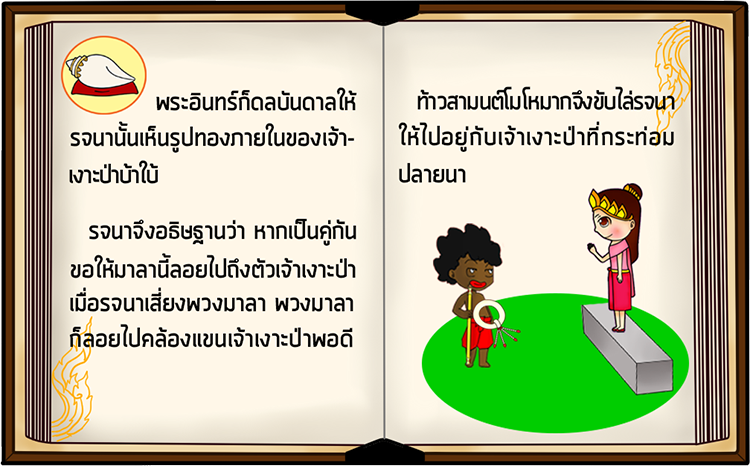 พระอินทร์ก็ดลบันดาลให้
รจนานั้นเห็นรูปทองภายในของเจ้า-
เงาะป่าบ้าใบ้
รจนาจึงอธิษฐานว่า หากเป็นคู่กัน
ขอให้มาลานี้ลอยไปถึงตัวเจ้าเงาะป่า
เมื่อรจนาเสี่ยงพวงมาลา พวงมาลา
ก็ลอยไปคล้องแขนเจ้าเงาะป่าพอดี
ท้าวสามนต์โมโหมากจึงขับไล่รจนา
ให้ไปอยู่กับเจ้าเงาะป่าที่กระท่อม
ปลายนา